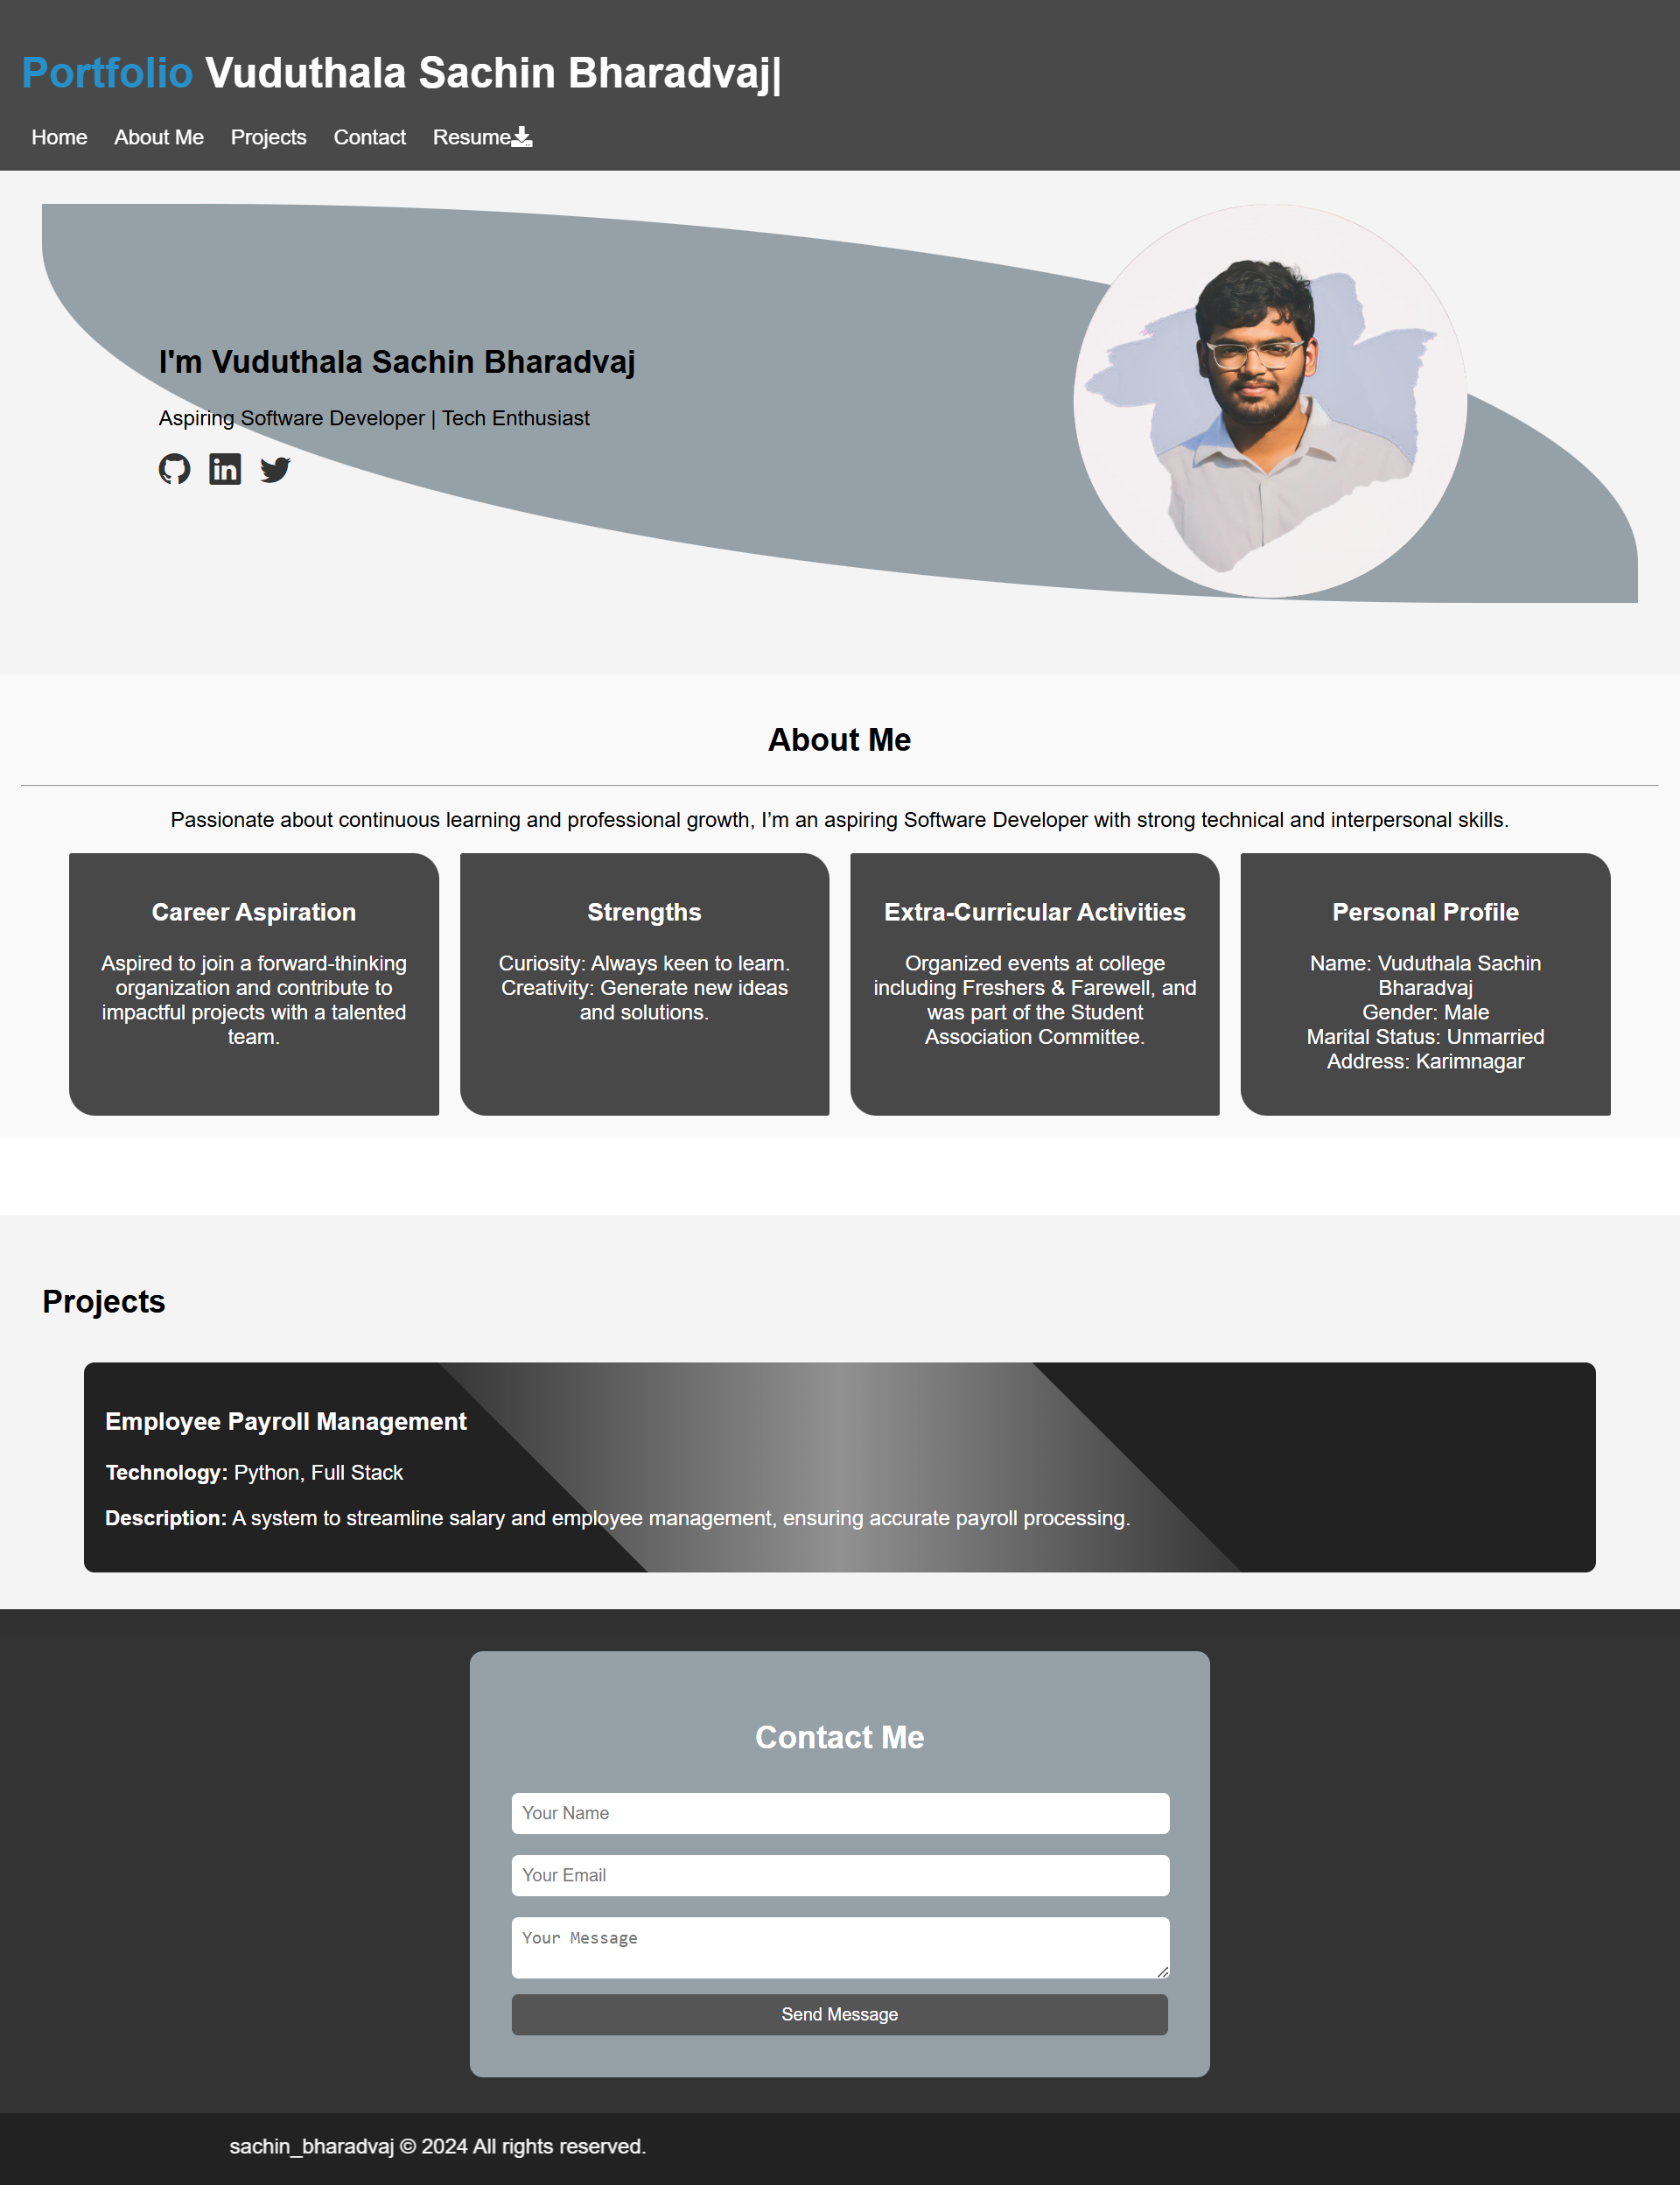 Portfolio Vuduthala Sachin Bharadvaj|
Home About Me Projects Contact Resume
I'm Vuduthala Sachin Bharadvaj
Aspiring Software Developer | Tech Enthusiast
in
About Me
Passionate about continuous learning and professional growth, I’m an aspiring Software Developer with strong technical and interpersonal skills.
Career Aspiration
Aspired to join a forward-thinking
organization and contribute to
impactful projects with a talented
team.
Strengths
Curiosity: Always keen to learn.
Creativity: Generate new ideas
and solutions.
Extra-Curricular Activities
Organized events at college
including Freshers & Farewell, and
was part of the Student
Association Committee.
Personal Profile
Name: Vuduthala Sachin
Bharadvaj
Gender: Male
Marital Status: Unmarried
Address: Karimnagar
Projects
Employee Payroll Management
Technology: Python, Full Stack
Description: A system to streamline salary and employee management, ensuring accurate payroll processing.
Contact Me
Your Name
Your Email
Your Message
Send Message
sachin_bharadvaj © 2024 All rights reserved.